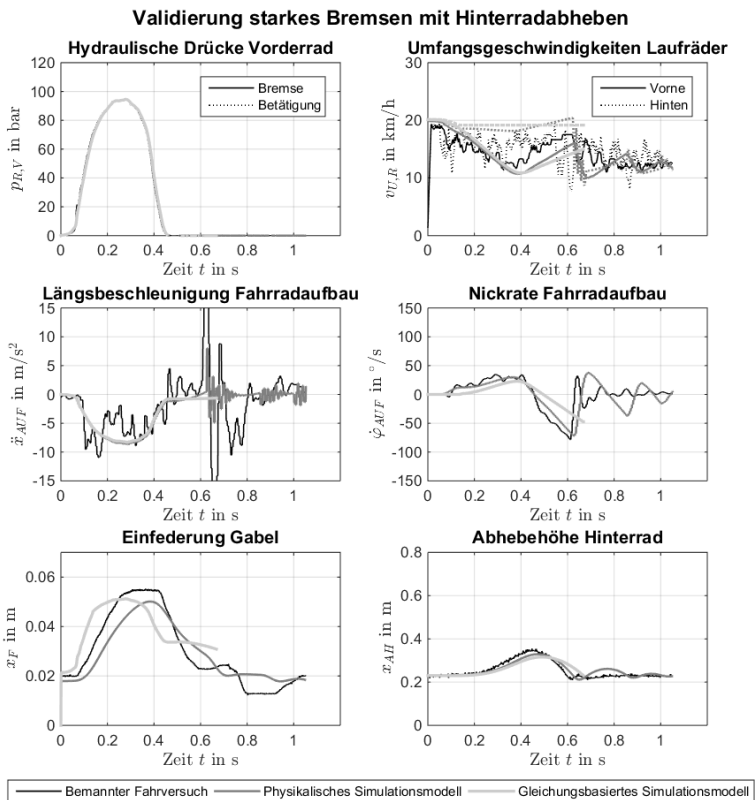 Validierung starkes Bremsen mit Hinterradabheben
Hydraulische Drücke Vorderrad
Umfangsgeschwindigkeiten Laufräder
120
100
80
60
40
20
0
p_{R,V} in bar
Bremse
Betätigung
0 0.2 0.4 0.6 0.8 1
Zeit t in s
30
20
10
0
v_{U,R} in km/h
Vorne
Hinten
0 0.2 0.4 0.6 0.8 1
Zeit t in s
Längsbeschleunigung Fahrradaufbau
Nickrate Fahrradaufbau
15
10
5
0
-5
-10
-15
ẍ_{AUF} in m/s²
0 0.2 0.4 0.6 0.8 1
Zeit t in s
150
100
50
0
-50
-100
-150
φ̇_{AUF} in °/s
0 0.2 0.4 0.6 0.8 1
Zeit t in s
Einfederung Gabel
Abhebehöhe Hinterrad
0.06
0.04
0.02
0
x_F in m
0 0.2 0.4 0.6 0.8 1
Zeit t in s
0.8
0.6
0.4
0.2
0
x_{AH} in m
0 0.2 0.4 0.6 0.8 1
Zeit t in s
Bemannter Fahrversuch Physikalisches Simulationsmodell Gleichungsbasiertes Simulationsmodell